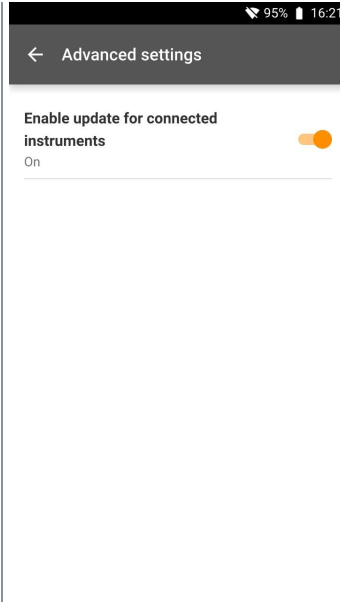 95% 16:21
Advanced settings
Enable update for connected
instruments
On